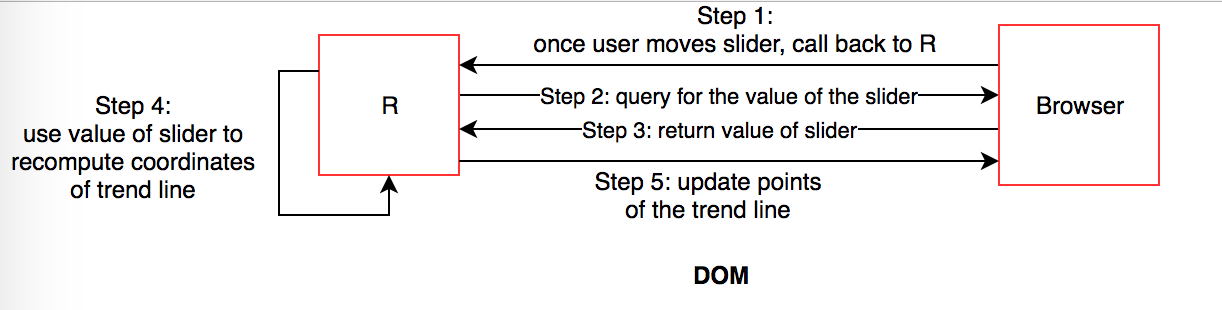 Step 1:
once user moves slider, call back to R
Step 2: query for the value of the slider
Step 3: return value of slider
Step 4:
use value of slider to
recompute coordinates
of trend line
R
Browser
Step 5: update points
of the trend line
DOM